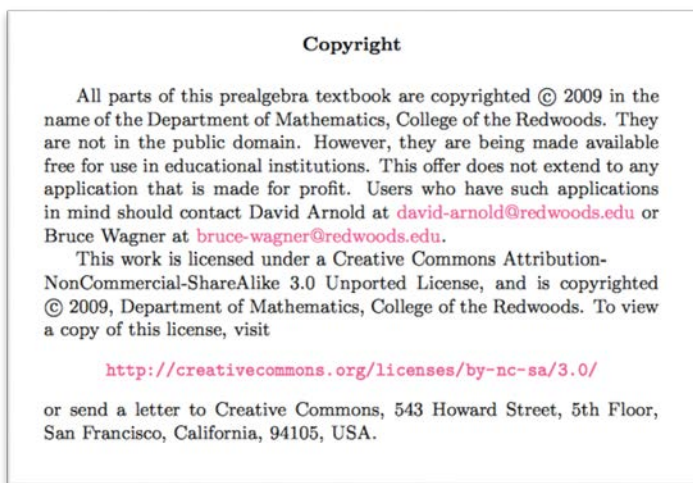 Copyright
All parts of this prealgebra textbook are copyrighted © 2009 in the
name of the Department of Mathematics, College of the Redwoods. They
are not in the public domain. However, they are being made available
free for use in educational institutions. This offer does not extend to any
application that is made for profit. Users who have such applications
in mind should contact David Arnold at david-arnold@redwoods.edu or
Bruce Wagner at bruce-wagner@redwoods.edu.
This work is licensed under a Creative Commons Attribution-
NonCommercial-ShareAlike 3.0 Unported License, and is copyrighted
© 2009, Department of Mathematics, College of the Redwoods. To view
a copy of this license, visit
http://creativecommons.org/licenses/by-nc-sa/3.0/
or send a letter to Creative Commons, 543 Howard Street, 5th Floor,
San Francisco, California, 94105, USA.